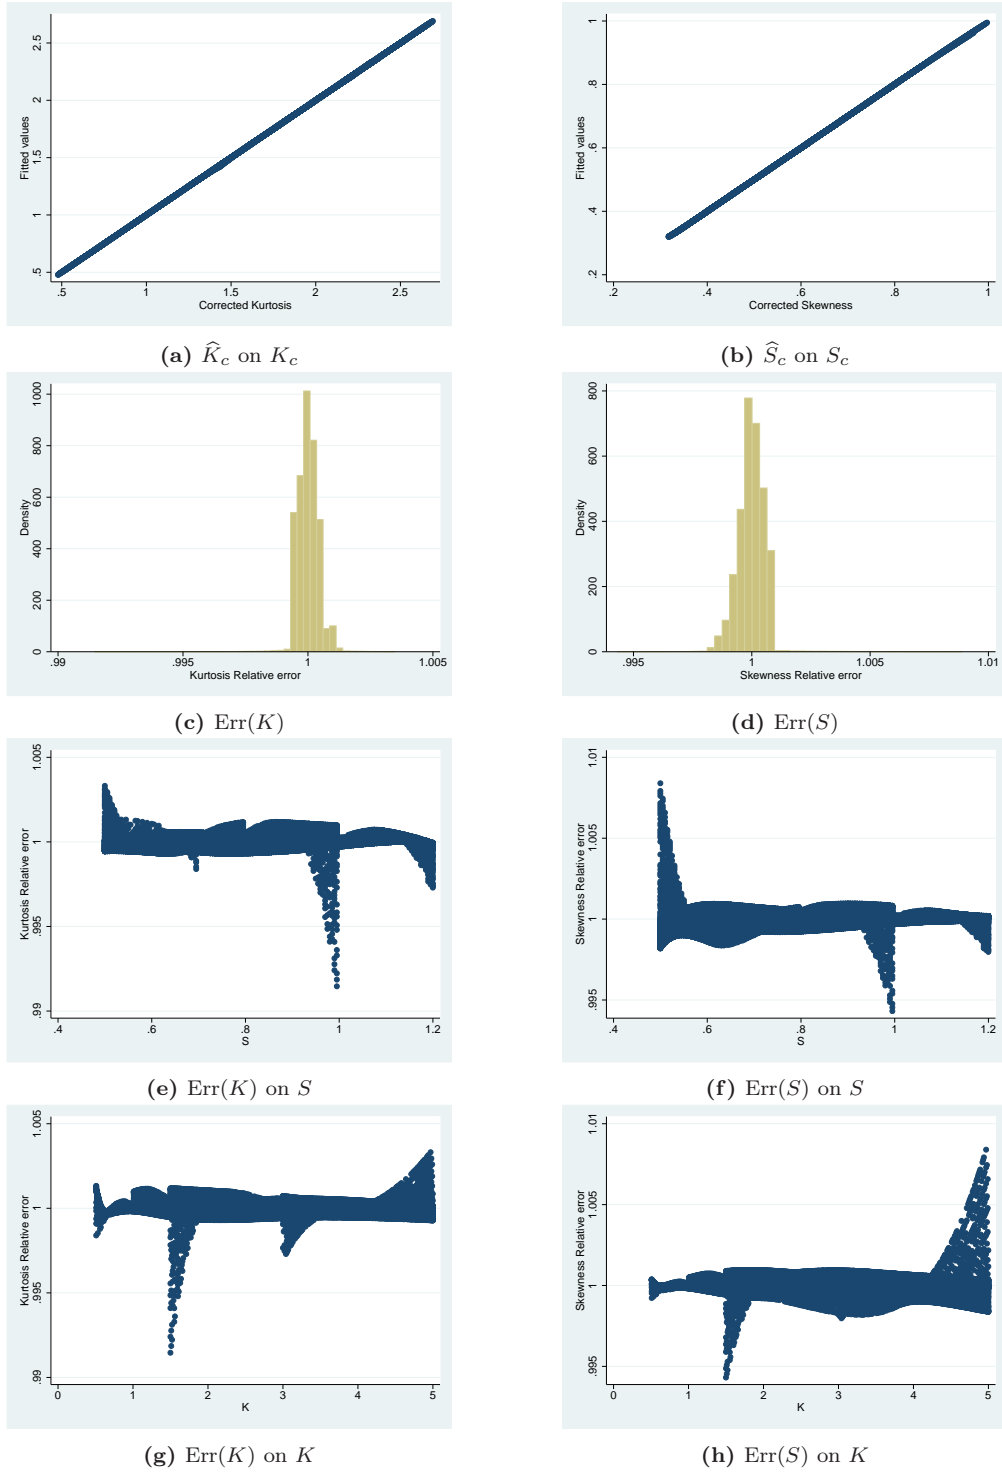 2.5
2
1.5
1
.5
Fitted values
.5 1 1.5 2 2.5
Corrected Kurtosis
(a) K̂_c on K_c
1
.8
.6
.4
.2
Fitted values
.2 .4 .6 .8 1
Corrected Skewness
(b) Ŝ_c on S_c
1000
800
600
400
200
0
Density
.99 .995 1 1.005
Kurtosis Relative error
(c) Err(K)
800
600
400
200
0
Density
.995 1 1.005 1.01
Skewness Relative error
(d) Err(S)
1.005
1
.995
.99
Kurtosis Relative error
.4 .6 .8 1 1.2
S
(e) Err(K) on S
1.01
1.005
1
.995
Skewness Relative error
.4 .6 .8 1 1.2
S
(f) Err(S) on S
1.005
1
.995
.99
Kurtosis Relative error
0 1 2 3 4 5
K
(g) Err(K) on K
1.01
1.005
1
.995
Skewness Relative error
0 1 2 3 4 5
K
(h) Err(S) on K